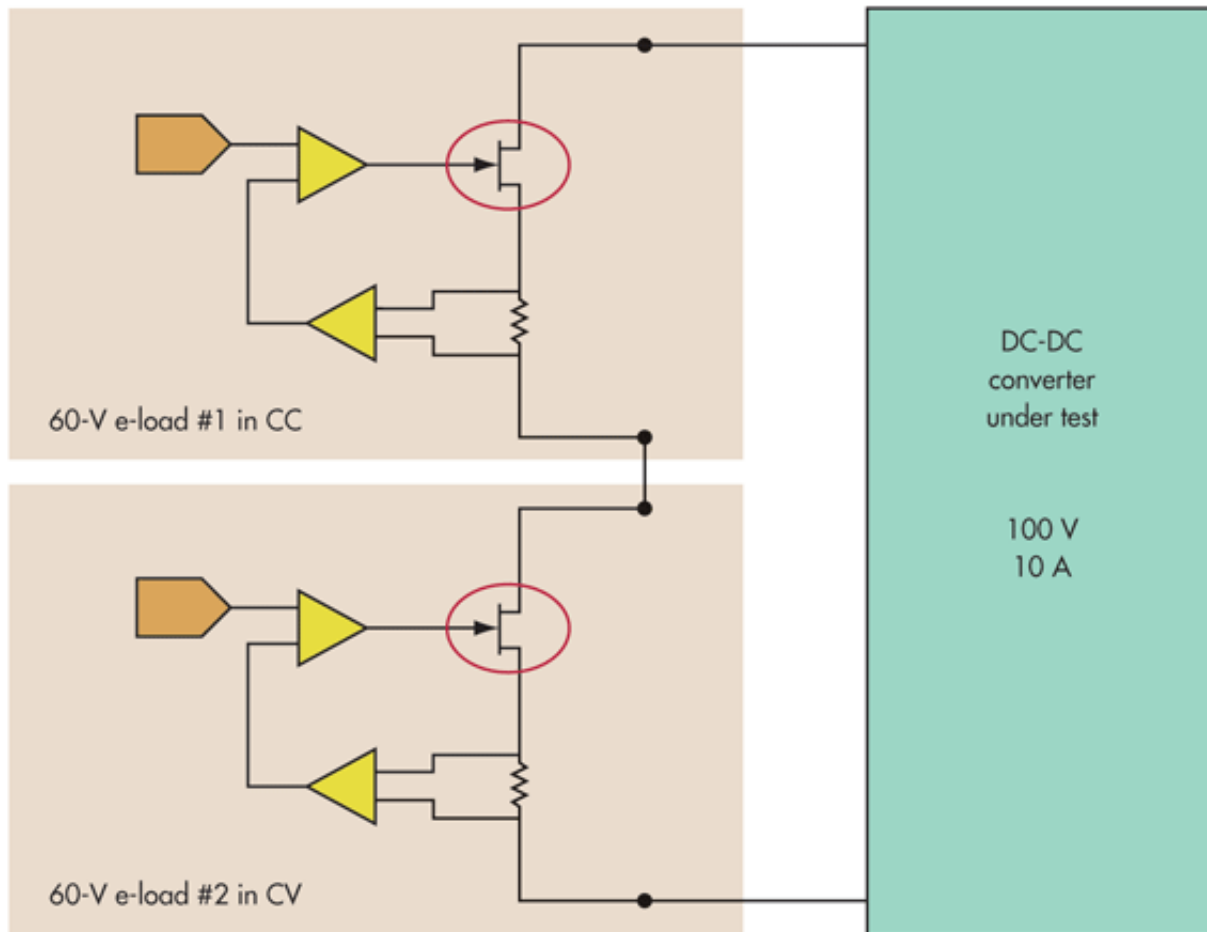 60-V e-load #1 in CC
DC-DC
converter
under test
100 V
10 A
60-V e-load #2 in CV